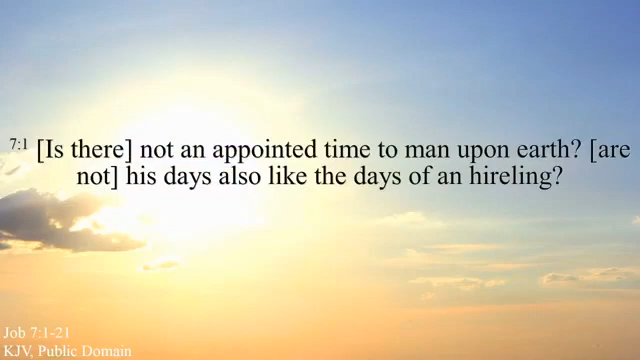 7:1 [Is there] not an appointed time to man upon earth? [are
not] his days also like the days of an hireling?
Job 7:1-21
KJV, Public Domain